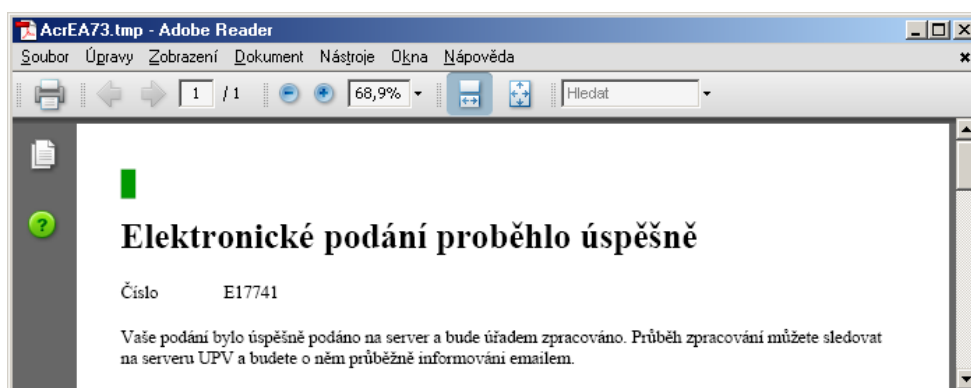 AcrEA73.tmp - Adobe Reader
Soubor Úpravy Zobrazení Dokument Nástroje Okna Nápověda
1 / 1 68,9% Hledat
Elektronické podání proběhlo úspěšně
Číslo E17741
Vaše podání bylo úspěšně podáno na server a bude úřadem zpracováno. Průběh zpracování můžete sledovat
na serveru UPV a budete o něm průběžně informováni emailem.